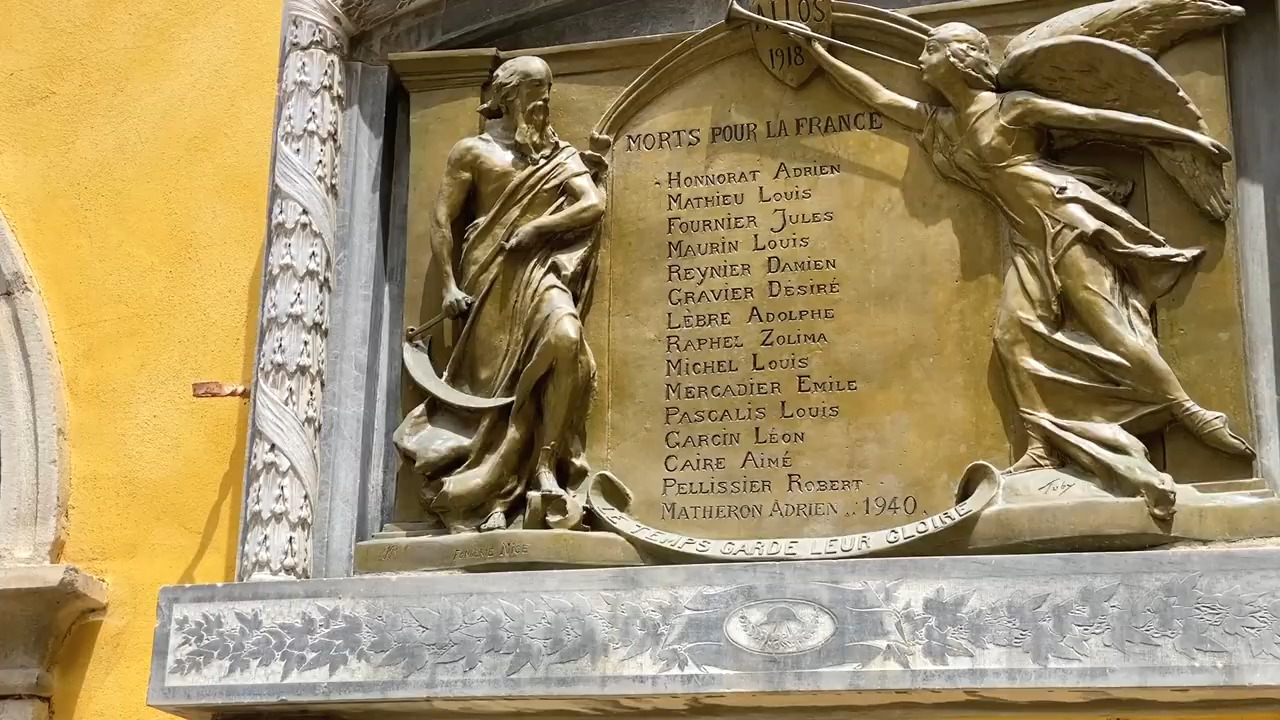 ALLOS
1918
MORTS POUR LA FRANCE
HONNORAT ADRIEN
MATHIEU LOUIS
FOURNIER JULES
MAURIN LOUIS
REYNIER DAMIEN
GRAVIER DÉSIRÉ
LÈBRE ADOLPHE
RAPHEL ZOLIMA
MICHEL LOUIS
MERCADIER EMILE
PASCALIS LOUIS
GARCIN LÉON
CAIRE AIMÉ
PELLISSIER ROBERT
MATHERON ADRIEN .. 1940.
LE TEMPS GARDE LEUR GLOIRE
FONDERIE NICE